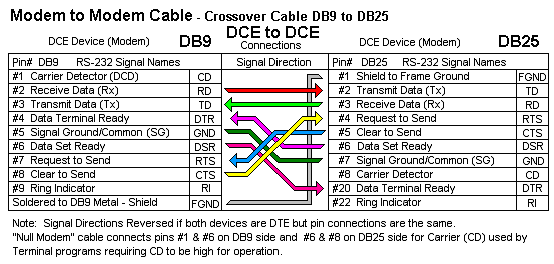 Modem to Modem Cable - Crossover Cable DB9 to DB25
DCE Device (Modem) DB9 DCE to DCE Connections DCE Device (Modem) DB25
Pin# DB9 RS-232 Signal Names Signal Direction Pin# DB25 RS-232 Signal Names
#1 Carrier Detector (DCD) CD #1 Shield to Frame Ground FGND
#2 Receive Data (Rx) RD #2 Transmit Data (Tx) TD
#3 Transmit Data (Tx) TD #3 Receive Data (Rx) RD
#4 Data Terminal Ready DTR #4 Request to Send RTS
#5 Signal Ground/Common (SG) GND #5 Clear to Send CTS
#6 Data Set Ready DSR #6 Data Set Ready DSR
#7 Request to Send RTS #7 Signal Ground/Common (SG) GND
#8 Clear to Send CTS #8 Carrier Detector CD
#9 Ring Indicator RI #20 Data Terminal Ready DTR
Soldered to DB9 Metal - Shield FGND #22 Ring Indicator RI
Note: Signal Directions Reversed if both devices are DTE but pin connections are the same.
"Null Modem" cable connects pins #1 & #6 on DB9 side and #6 & #8 on DB25 side for Carrier (CD) used by
Terminal programs requiring CD to be high for operation.